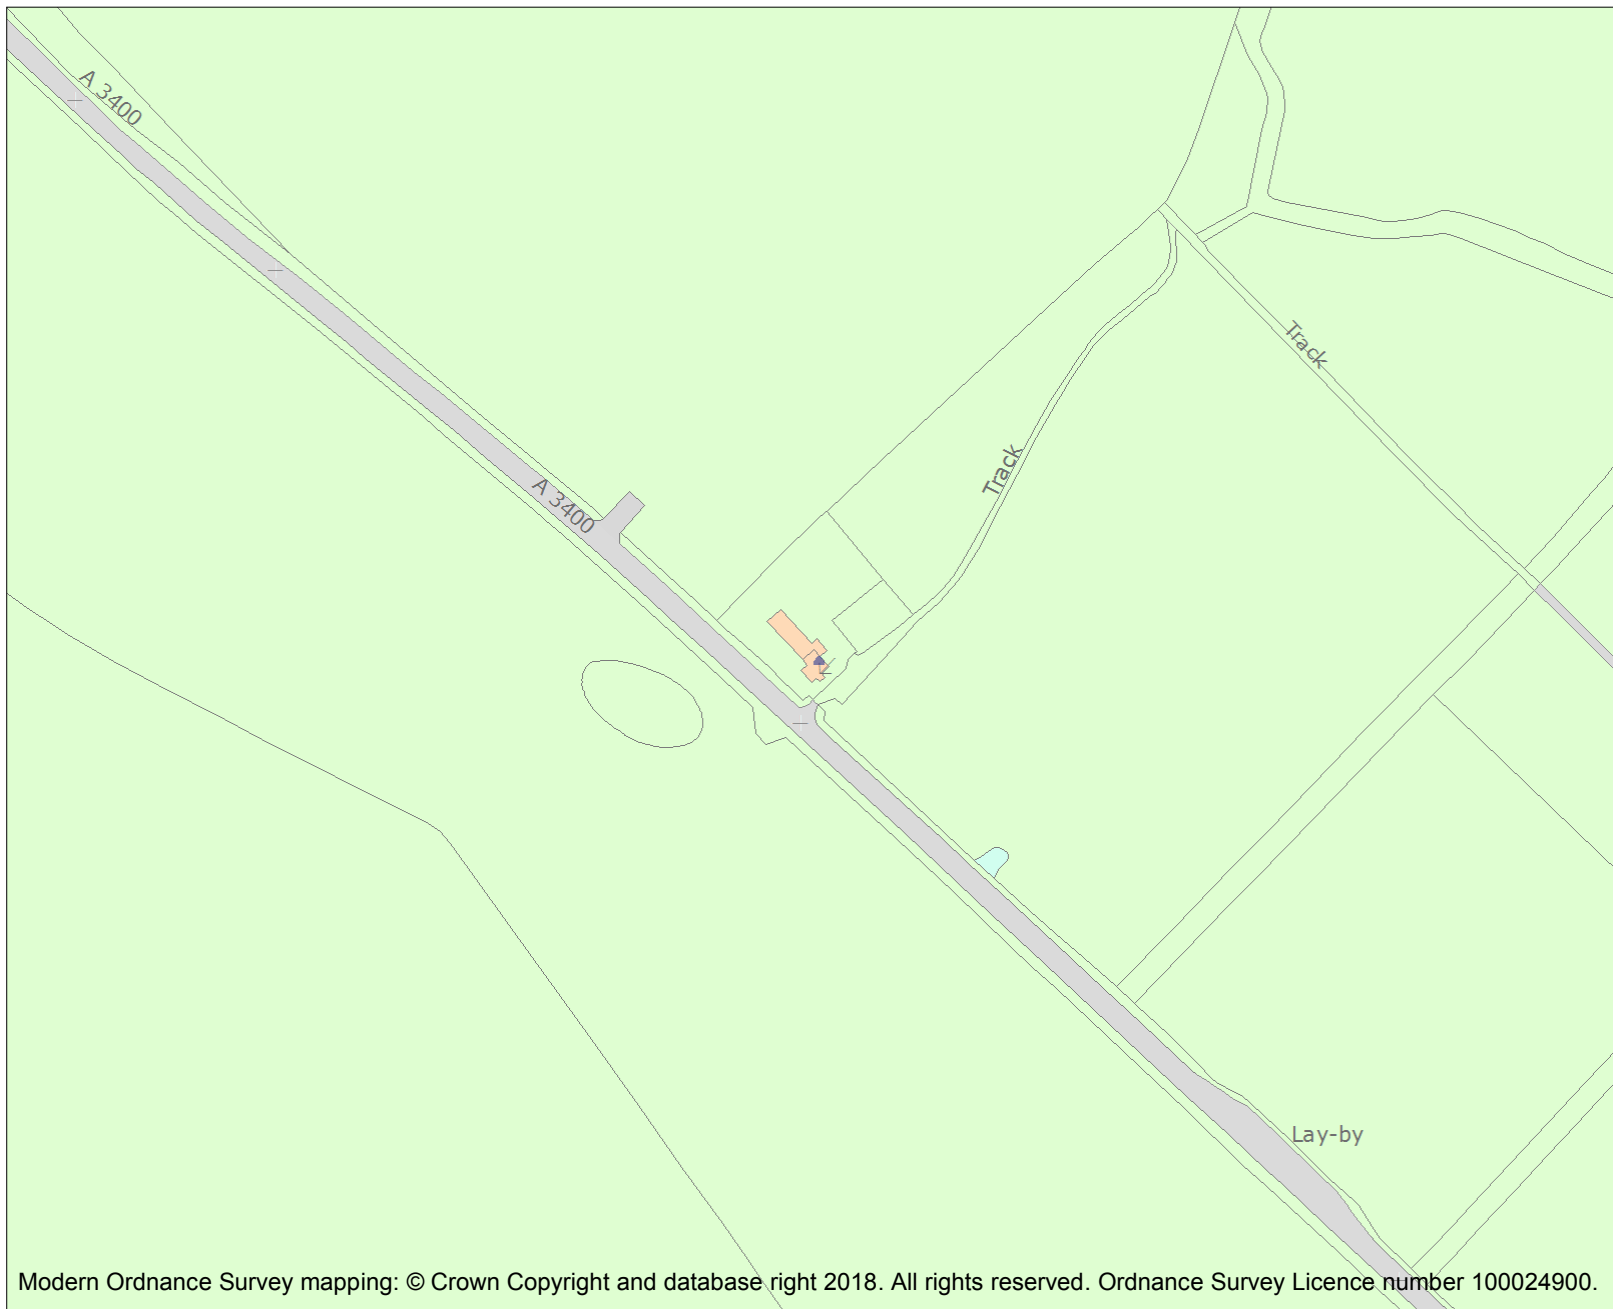 A 3400
Track
Track
A 3400
Lay-by
Modern Ordnance Survey mapping: © Crown Copyright and database right 2018. All rights reserved. Ordnance Survey Licence number 100024900.